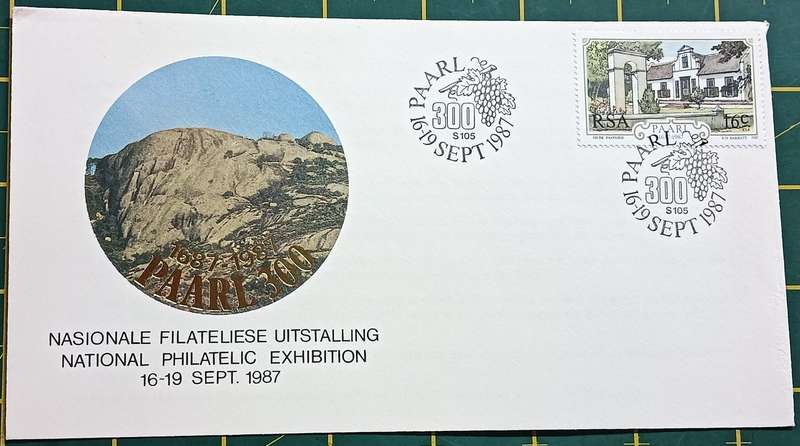 1687-1987
PAARL 300
NASIONALE FILATELIESE UITSTALLING
NATIONAL PHILATELIC EXHIBITION
16-19 SEPT. 1987
PAARL
300
S105
16-19 SEPT 1987
RSA
16c
PAARL
PAARL
300
S105
16-19 SEPT 1987